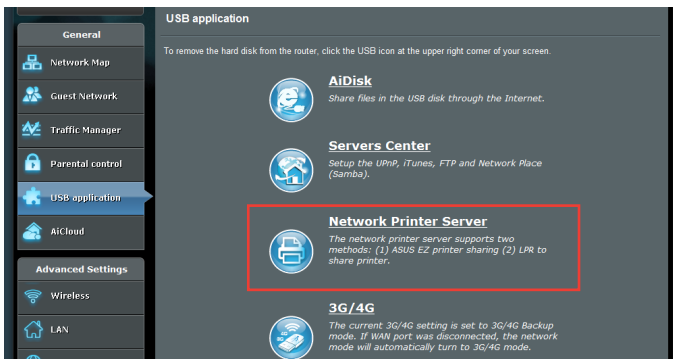 General
Network Map
Guest Network
Traffic Manager
Parental control
USB application
AiCloud
Advanced Settings
Wireless
LAN
USB application
To remove the hard disk from the router, click the USB icon at the upper right corner of your screen.
AiDisk
Share files in the USB disk through the Internet.
Servers Center
Setup the UPnP, iTunes, FTP and Network Place
(Samba).
Network Printer Server
The network printer server supports two
methods: (1) ASUS EZ printer sharing (2) LPR to
share printer.
3G/4G
The current 3G/4G setting is set to 3G/4G Backup
mode. If WAN port was disconnected, the network
mode will automatically turn to 3G/4G mode.